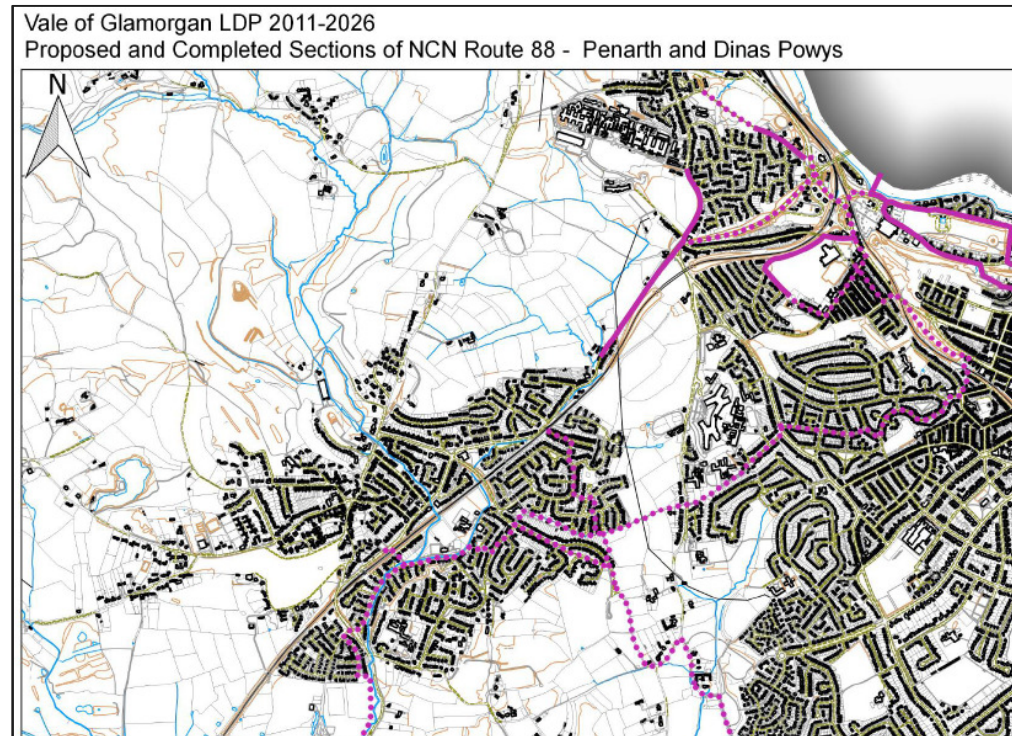 Vale of Glamorgan LDP 2011-2026
Proposed and Completed Sections of NCN Route 88 - Penarth and Dinas Powys
N